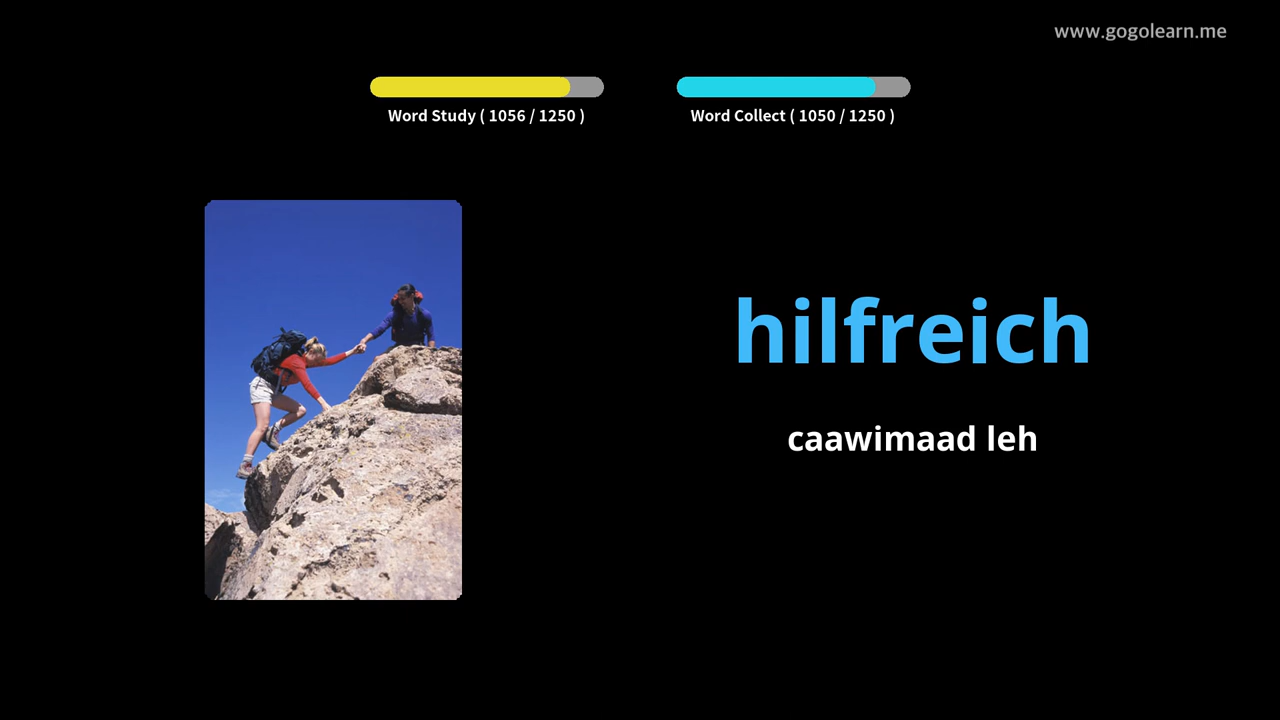 www.gogolearn.me
Word Study ( 1056 / 1250 )
Word Collect ( 1050 / 1250 )
hilfreich
caawimaad leh